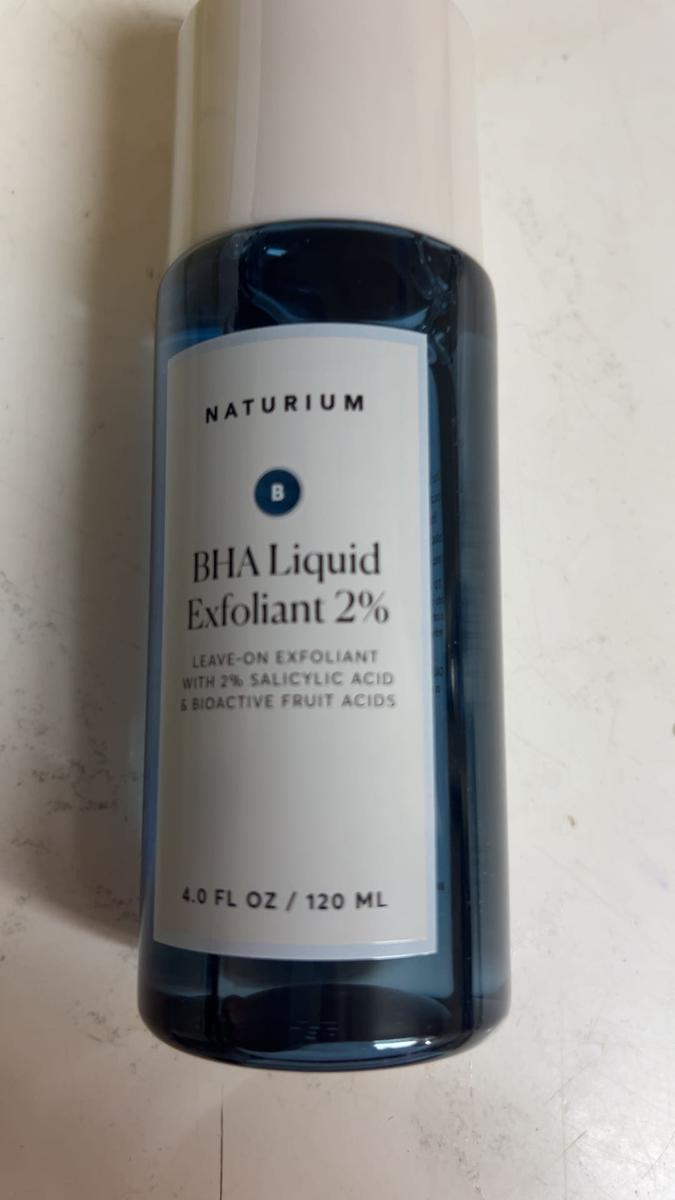 NATURIUM
B
BHA Liquid
Exfoliant 2%
LEAVE-ON EXFOLIANT
WITH 2% SALICYLIC ACID
& BIOACTIVE FRUIT ACIDS
4.0 FL OZ / 120 ML